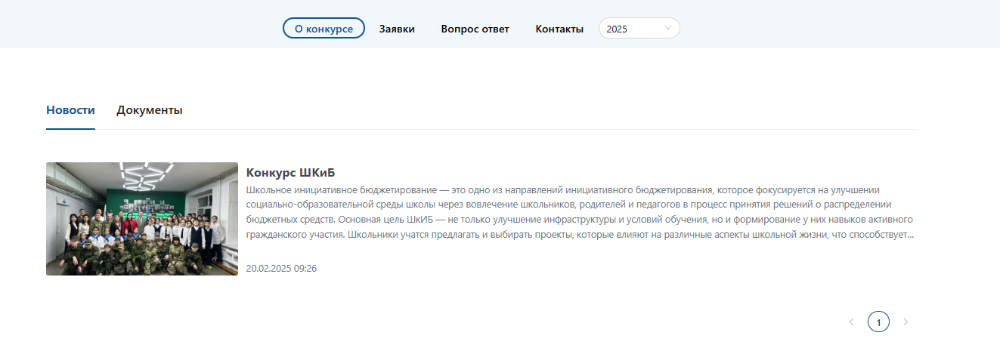 О конкурсе Заявки Вопрос ответ Контакты 2025
Новости Документы
Конкурс ШКиБ
Школьное инициативное бюджетирование — это одно из направлений инициативного бюджетирования, которое фокусируется на улучшении
социально-образовательной среды школы через вовлечение школьников, родителей и педагогов в процесс принятия решений о распределении
бюджетных средств. Основная цель ШкИБ — не только улучшение инфраструктуры и условий обучения, но и формирование у них навыков активного
гражданского участия. Школьники учатся предлагать и выбирать проекты, которые влияют на различные аспекты школьной жизни, что способствует...
20.02.2025 09:26
1